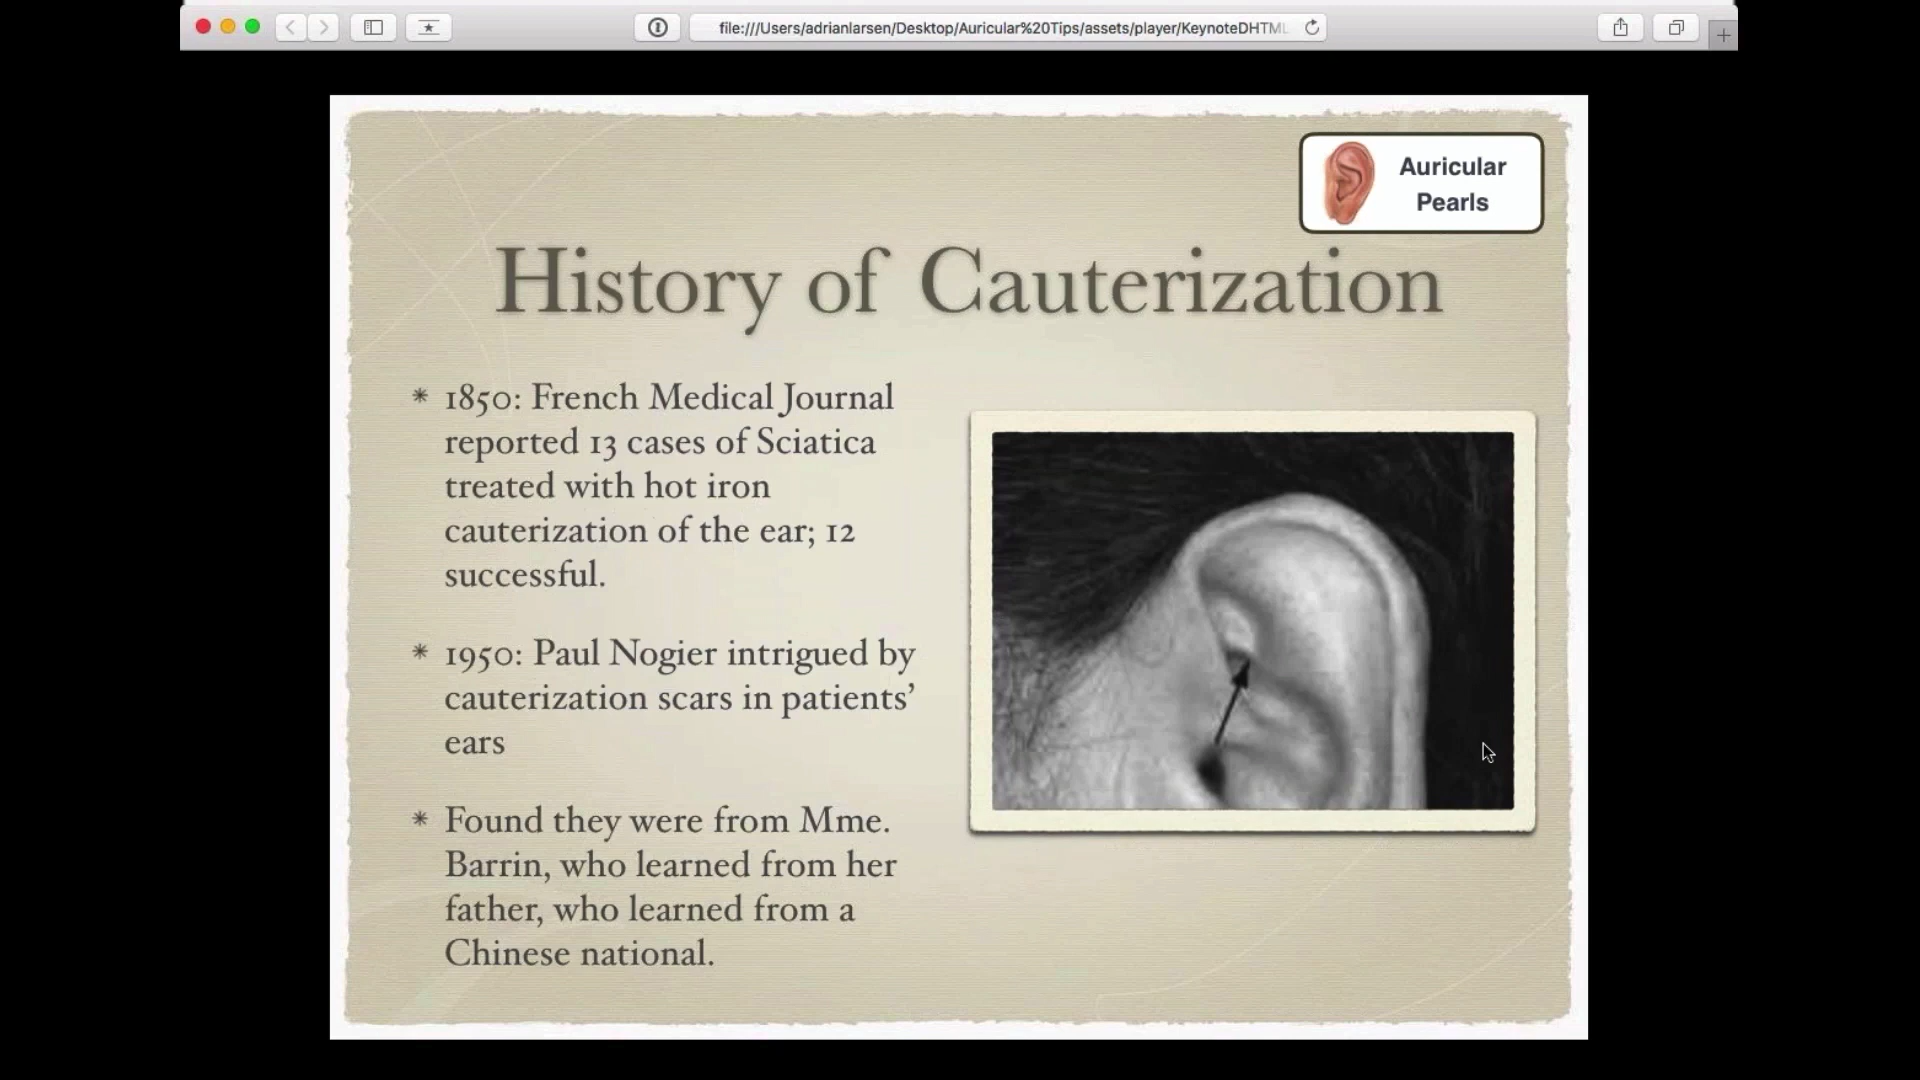 file:///Users/adrianlarsen/Desktop/Auricular%20Tips/assets/player/KeynoteDHTML
Auricular
Pearls
History of Cauterization
* 1850: French Medical Journal
reported 13 cases of Sciatica
treated with hot iron
cauterization of the ear; 12
successful.
* 1950: Paul Nogier intrigued by
cauterization scars in patients’
ears
* Found they were from Mme.
Barrin, who learned from her
father, who learned from a
Chinese national.